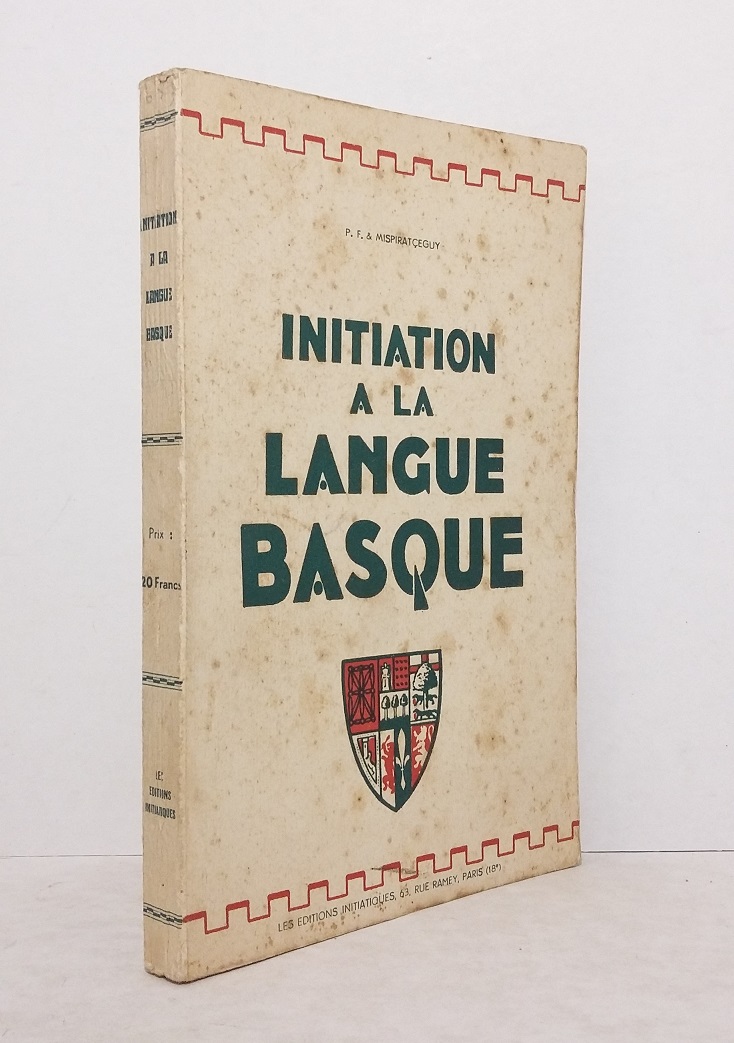 INITIATION
A LA
LANGUE
BASQUE
Prix :
20 Francs
LES
EDITIONS
INITIATIQUES
P. F. & MISPIRATÇEGUY
INITIATION
A LA
LANGUE
BASQUE
LES EDITIONS INITIATIQUES, 63, RUE RAMEY, PARIS (18e)